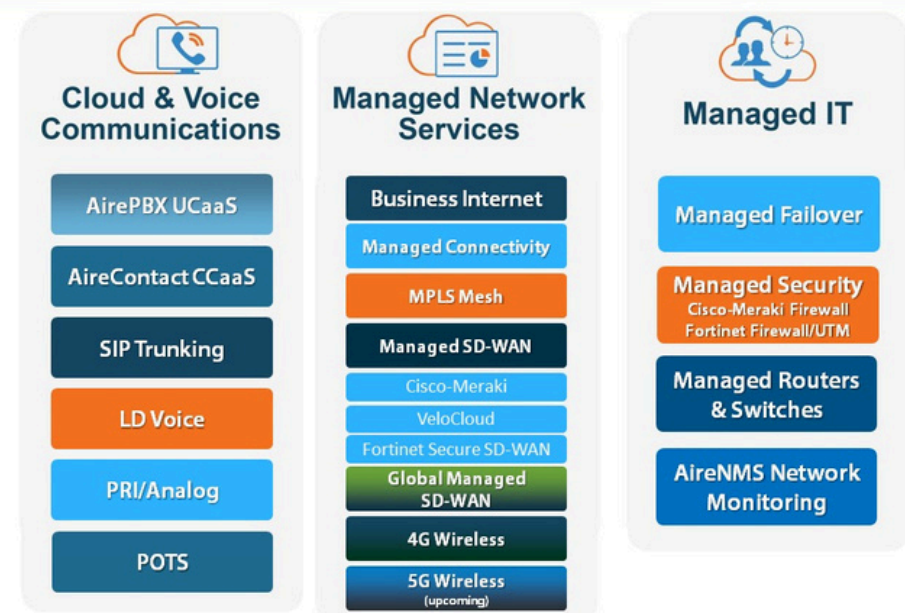 Cloud & Voice
Communications
AirePBX UCaaS
AireContact CCaaS
SIP Trunking
LD Voice
PRI/Analog
POTS
Managed Network
Services
Business Internet
Managed Connectivity
MPLS Mesh
Managed SD-WAN
Cisco-Meraki
VeloCloud
Fortinet Secure SD-WAN
Global Managed
SD-WAN
4G Wireless
5G Wireless
(upcoming)
Managed IT
Managed Failover
Managed Security
Cisco-Meraki Firewall
Fortinet Firewall/UTM
Managed Routers
& Switches
AireNMS Network
Monitoring